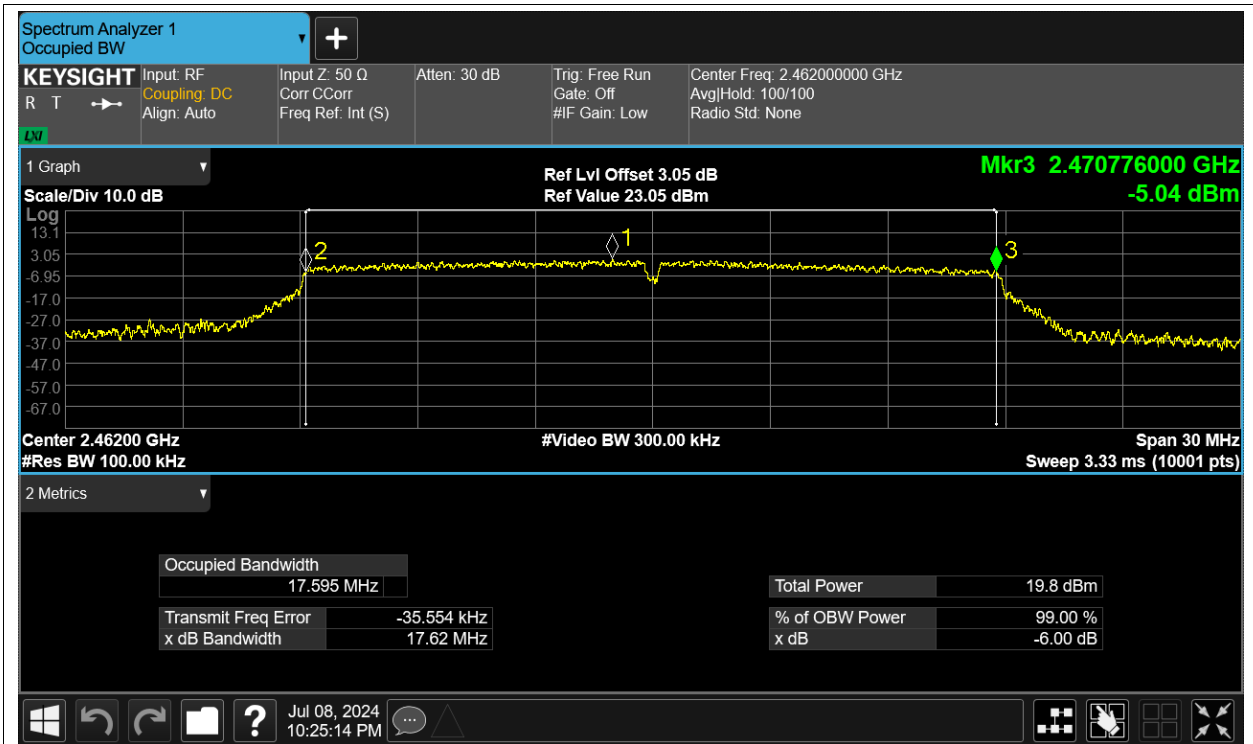 Spectrum Analyzer 1
Occupied BW
KEYSIGHT
R T
LXI
Input: RF
Coupling: DC
Align: Auto
Input Z: 50 Ω
Corr CCorr
Freq Ref: Int (S)
Atten: 30 dB
Trig: Free Run
Gate: Off
#IF Gain: Low
Center Freq: 2.462000000 GHz
Avg|Hold: 100/100
Radio Std: None
1 Graph
Scale/Div 10.0 dB
Ref Lvl Offset 3.05 dB
Ref Value 23.05 dBm
Mkr3 2.470776000 GHz
-5.04 dBm
Log
13.1
3.05
-6.95
-17.0
-27.0
-37.0
-47.0
-57.0
-67.0
2
1
3
Center 2.46200 GHz
#Res BW 100.00 kHz
#Video BW 300.00 kHz
Span 30 MHz
Sweep 3.33 ms (10001 pts)
2 Metrics
Occupied Bandwidth
17.595 MHz
Transmit Freq Error -35.554 kHz
x dB Bandwidth 17.62 MHz
Total Power 19.8 dBm
% of OBW Power 99.00 %
x dB -6.00 dB
?
Jul 08, 2024
10:25:14 PM